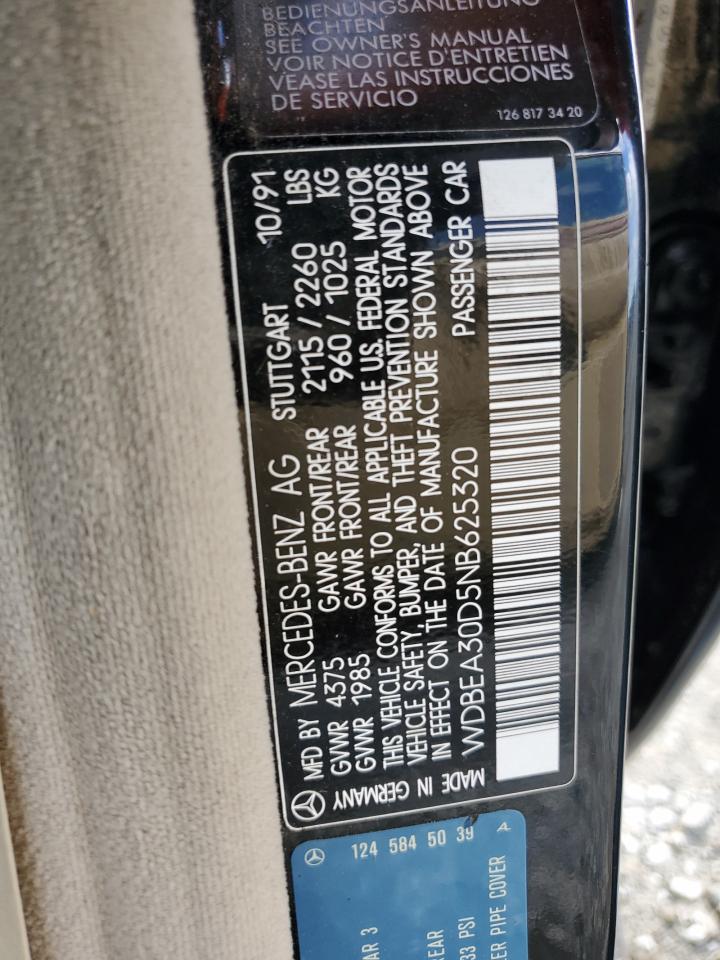 BEDIENUNGSANLEITUNG
BEACHTEN
SEE OWNER'S MANUAL
VOIR NOTICE D'ENTRETIEN
VEASE LAS INSTRUCCIONES
DE SERVICIO
126 817 34 20
MFD BY MERCEDES-BENZ AG STUTTGART 10/91
GVWR 4375 GAWR FRONT/REAR 2115 / 2260 LBS
GVWR 1985 GAWR FRONT/REAR 960 / 1025 KG
THIS VEHICLE CONFORMS TO ALL APPLICABLE U.S. FEDERAL MOTOR
VEHICLE SAFETY, BUMPER, AND THEFT PREVENTION STANDARDS
IN EFFECT ON THE DATE OF MANUFACTURE SHOWN ABOVE
WDBEA30D5NB625320 PASSENGER CAR
MADE IN GERMANY
124 584 50 39 A
AR 3
REAR
33 PSI
PIPE COVER